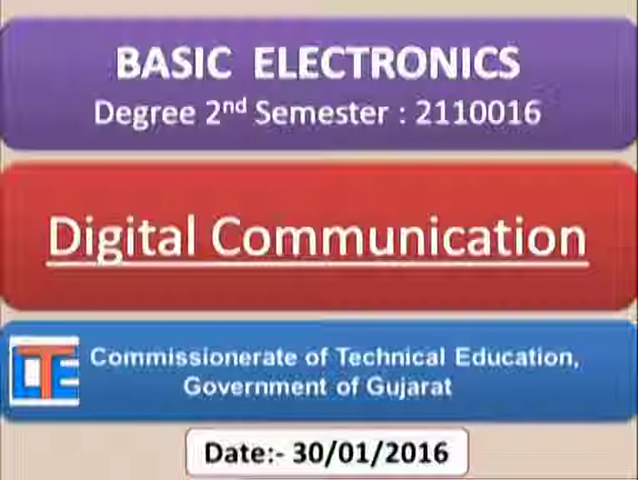 BASIC ELECTRONICS
Degree 2nd Semester : 2110016
Digital Communication
CTE
Commissionerate of Technical Education,
Government of Gujarat
Date:- 30/01/2016